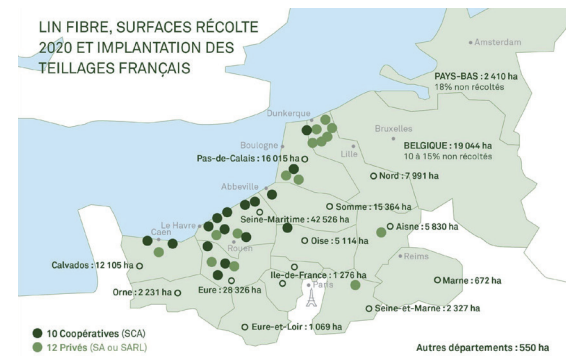 LIN FIBRE, SURFACES RÉCOLTE
2020 ET IMPLANTATION DES
TEILLAGES FRANÇAIS
Amsterdam
PAYS-BAS : 2 410 ha
18% non récoltés
Dunkerque
Bruxelles
BELGIQUE : 19 044 ha
10 à 15% non récoltés
Boulogne
Lille
Pas-de-Calais : 16 015 ha
Nord : 7 991 ha
Abbeville
Somme : 15 364 ha
Seine-Maritime : 42 526 ha
Aisne : 5 830 ha
Le Havre
Caen
Rouen
Oise : 5 114 ha
Reims
Calvados : 12 105 ha
Ile-de-France : 1 276 ha
Paris
Marne : 672 ha
Orne : 2 231 ha
Eure : 28 326 ha
Seine-et-Marne : 2 327 ha
Eure-et-Loir : 1 069 ha
10 Coopératives (SCA)
12 Privés (SA ou SARL)
Autres départements : 550 ha